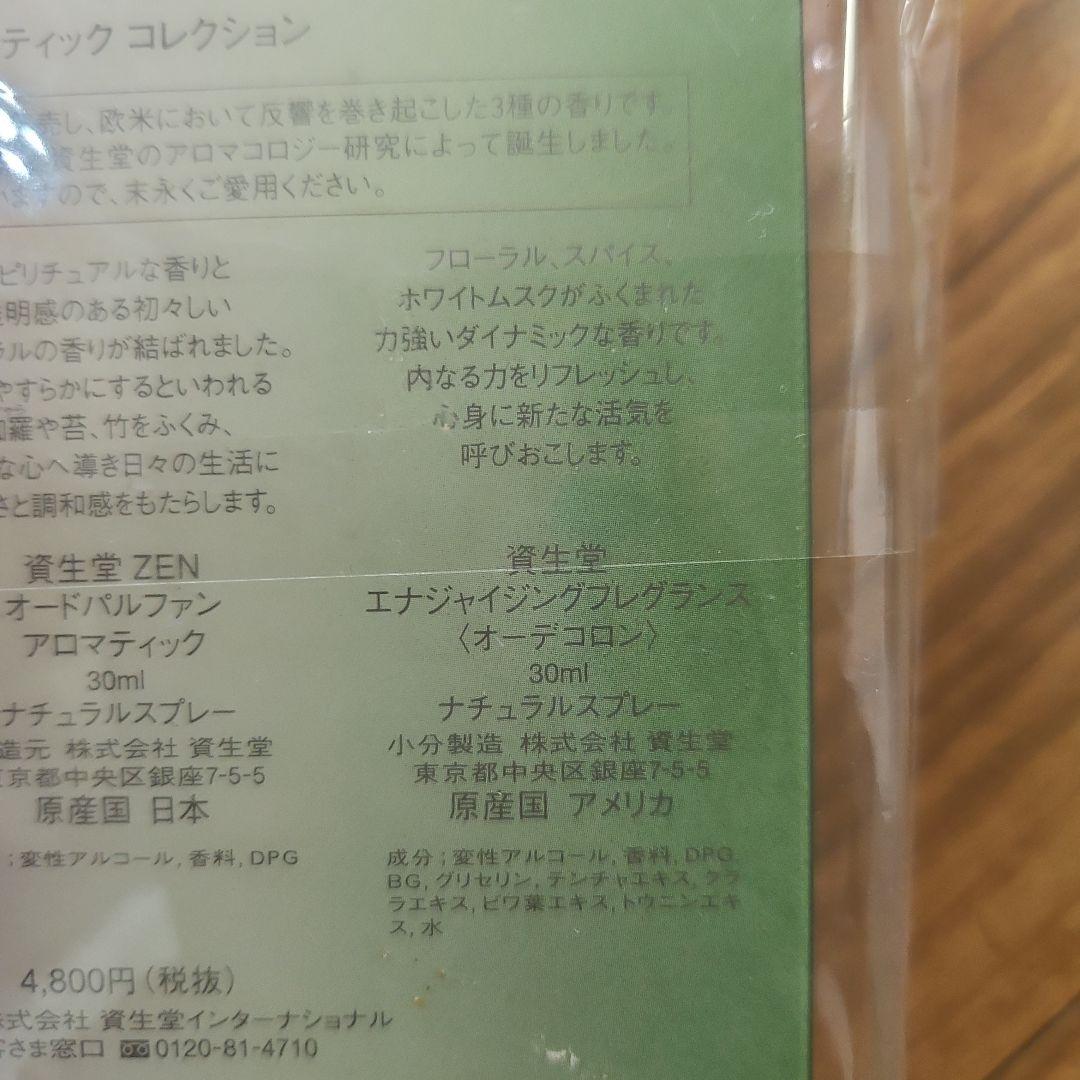 ティック コレクション
売し、欧米において反響を巻き起こした3種の香りです。
資生堂のアロマコロジー研究によって誕生しました。
ますので、末永くご愛用ください。
ピリチュアルな香りと
透明感のある初々しい
ラルの香りが結ばれました。
やすらかにするといわれる
羅や苔、竹をふくみ、
な心へ導き日々の生活に
さと調和感をもたらします。
資生堂 ZEN
オードパルファン
アロマティック
30ml
ナチュラルスプレー
造元 株式会社 資生堂
東京都中央区銀座7-5-5
原産国 日本
;変性アルコール, 香料, DPG
フローラル、スパイス、
ホワイトムスクがふくまれた
力強いダイナミックな香りです。
内なる力をリフレッシュし、
心身に新たな活気を
呼びおこします。
資生堂
エナジャイジングフレグランス
〈オーデコロン〉
30ml
ナチュラルスプレー
小分製造 株式会社 資生堂
東京都中央区銀座7-5-5
原産国 アメリカ
成分;変性アルコール, 香料, DPG,
BG, グリセリン, テンチャエキス, クラ
ラエキス, ビワ葉エキス, トウニンエキ
ス, 水
4,800円(税抜)
株式会社 資生堂インターナショナル
客さま窓口 0120-81-4710